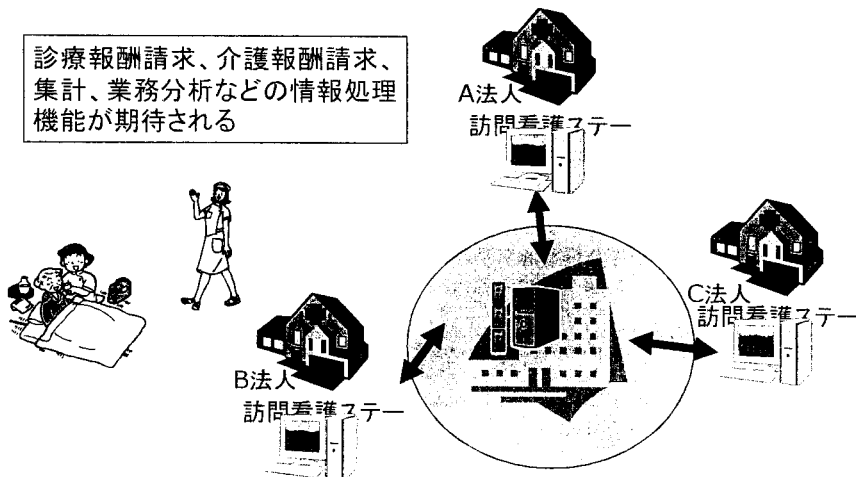 診療報酬請求、介護報酬請求、
集計、業務分析などの情報処理
機能が期待される
A法人
訪問看護ステー
C法人
訪問看護ステー
B法人
訪問看護ステー